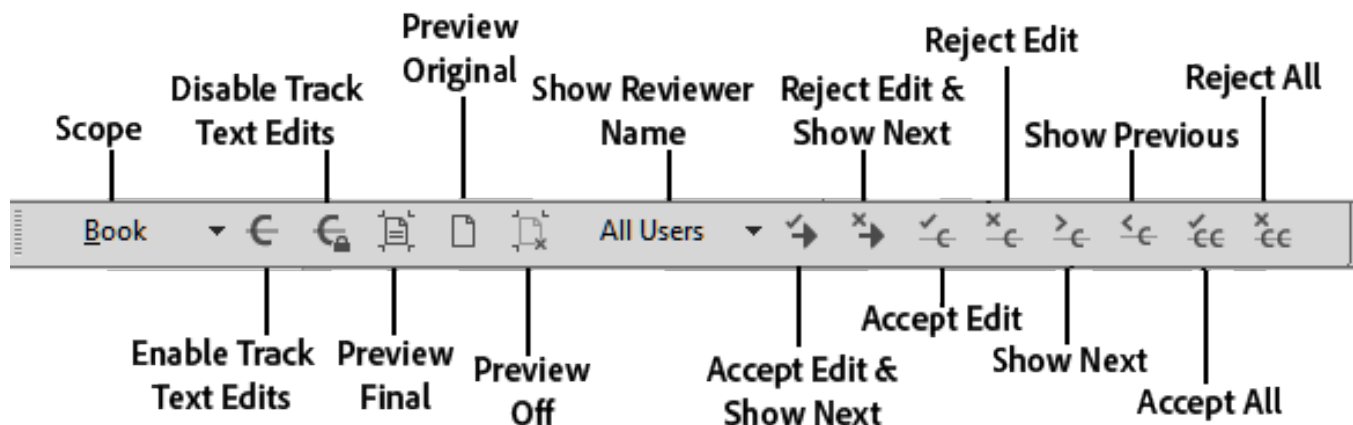 Preview
Original
Reject Edit
Disable Track
Text Edits
Show Reviewer
Name
Reject Edit &
Show Next
Reject All
Scope
Show Previous
Book
All Users
Enable Track
Text Edits
Preview
Final
Preview
Off
Accept Edit &
Show Next
Accept Edit
Show Next
Accept All